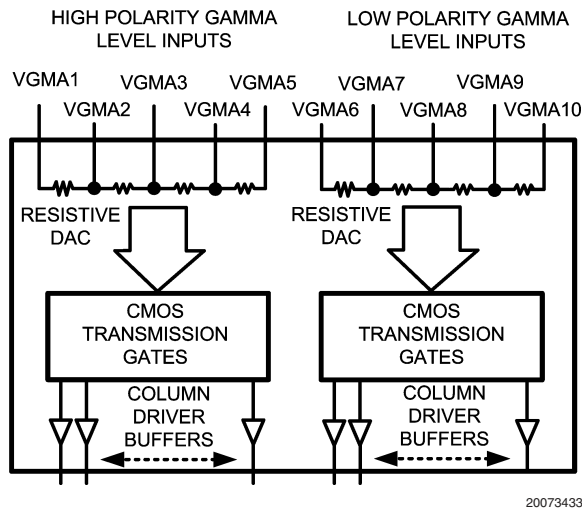 HIGH POLARITY GAMMA
LEVEL INPUTS
LOW POLARITY GAMMA
LEVEL INPUTS
VGMA1
VGMA2
VGMA3
VGMA4
VGMA5
VGMA6
VGMA7
VGMA8
VGMA9
VGMA10
RESISTIVE
DAC
RESISTIVE
DAC
CMOS
TRANSMISSION
GATES
CMOS
TRANSMISSION
GATES
COLUMN
DRIVER
BUFFERS
COLUMN
DRIVER
BUFFERS
20073433